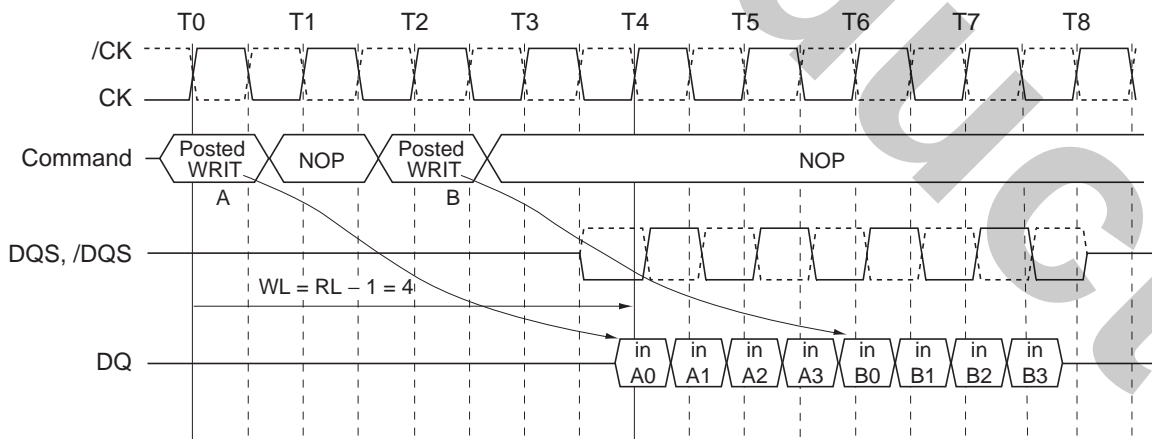 T0 T1 T2 T3 T4 T5 T6 T7 T8
/CK
CK
Command
Posted
WRIT
A
NOP
Posted
WRIT
B
NOP
DQS, /DQS
WL = RL − 1 = 4
DQ
in
A0
in
A1
in
A2
in
A3
in
B0
in
B1
in
B2
in
B3